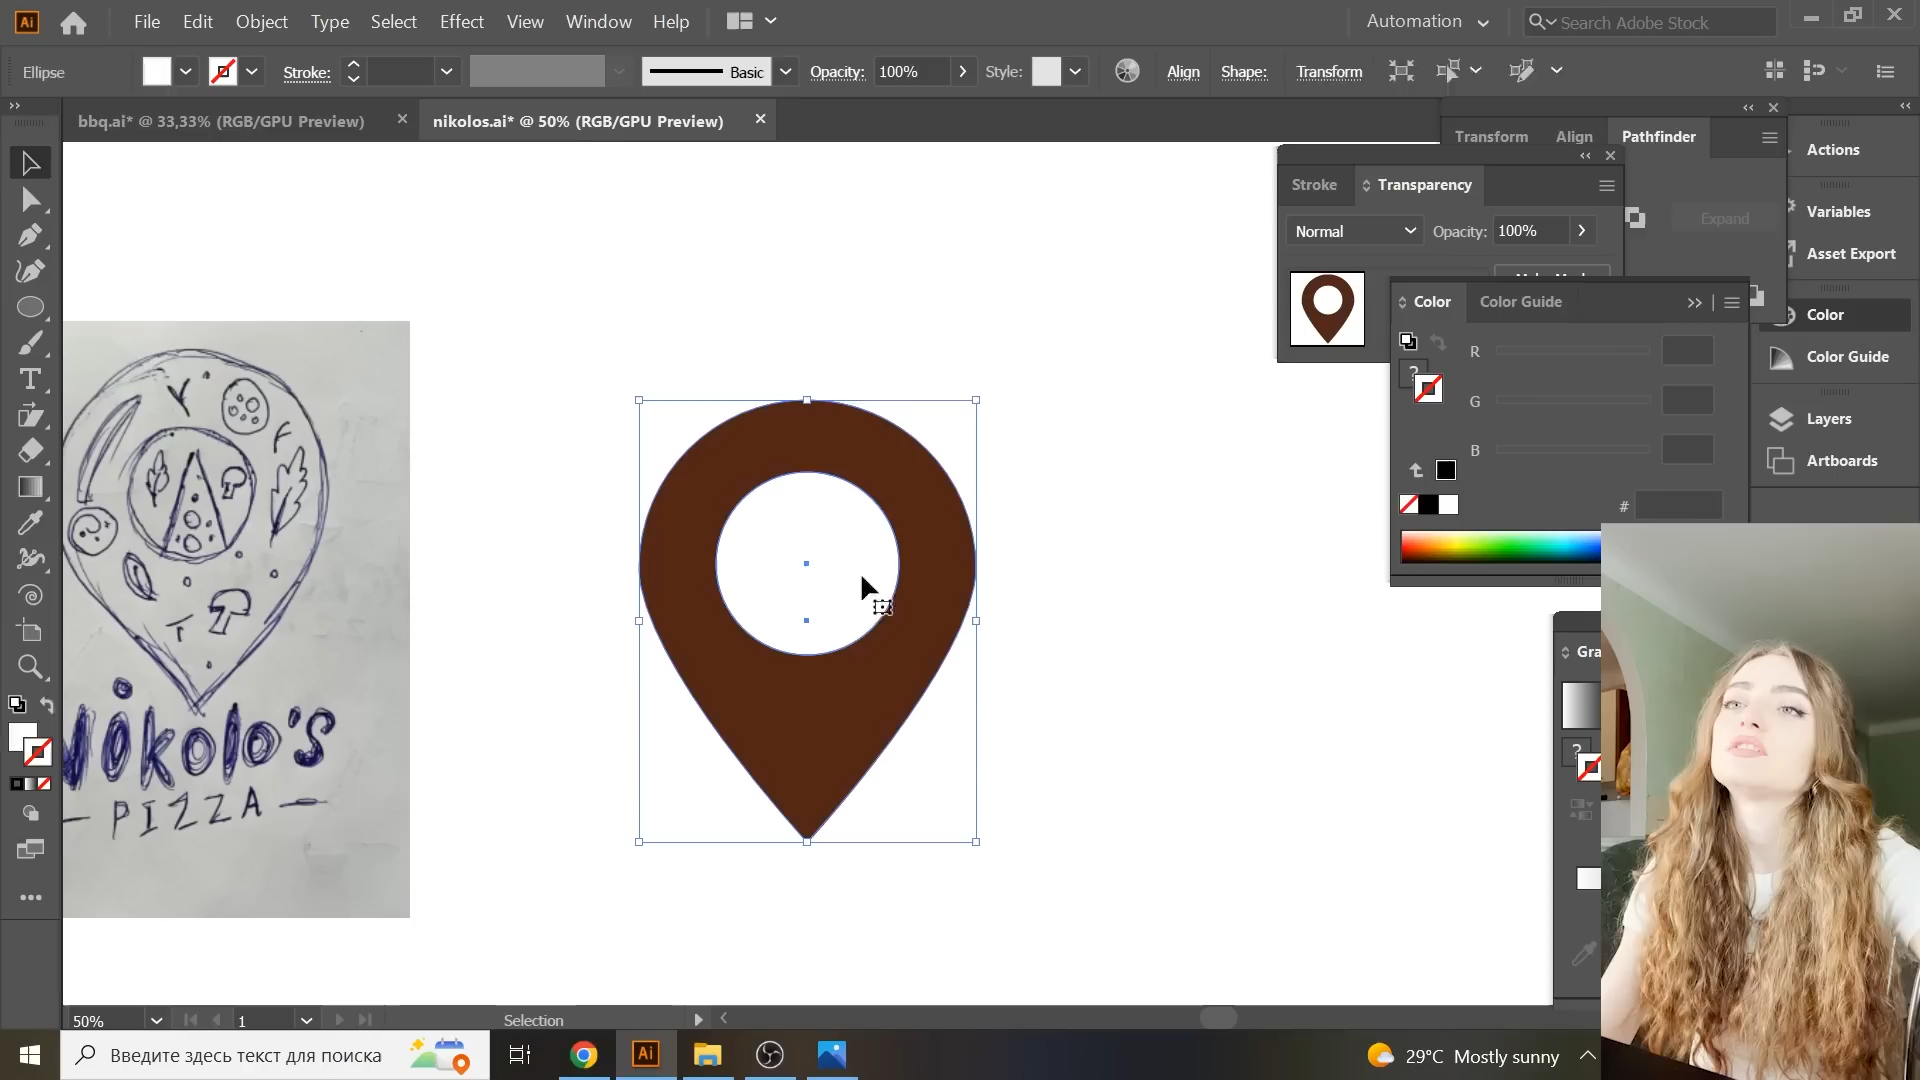 Ai File Edit Object Type Select Effect View Window Help Automation Search Adobe Stock
Ellipse Stroke: Basic Opacity: 100% Style: Align Shape: Transform
bbq.ai* @ 33,33% (RGB/GPU Preview) nikolos.ai* @ 50% (RGB/GPU Preview)
Transform Align Pathfinder
Actions
Stroke Transparency
Variables
Normal Opacity: 100%
Expand
Asset Export
Color Color Guide
Color
R
Color Guide
G
Layers
B
Artboards
#
Gra
Y
F
T
Nikolo's
- PIZZA -
50% 1 Selection
Введите здесь текст для поиска
Ai
29°C Mostly sunny